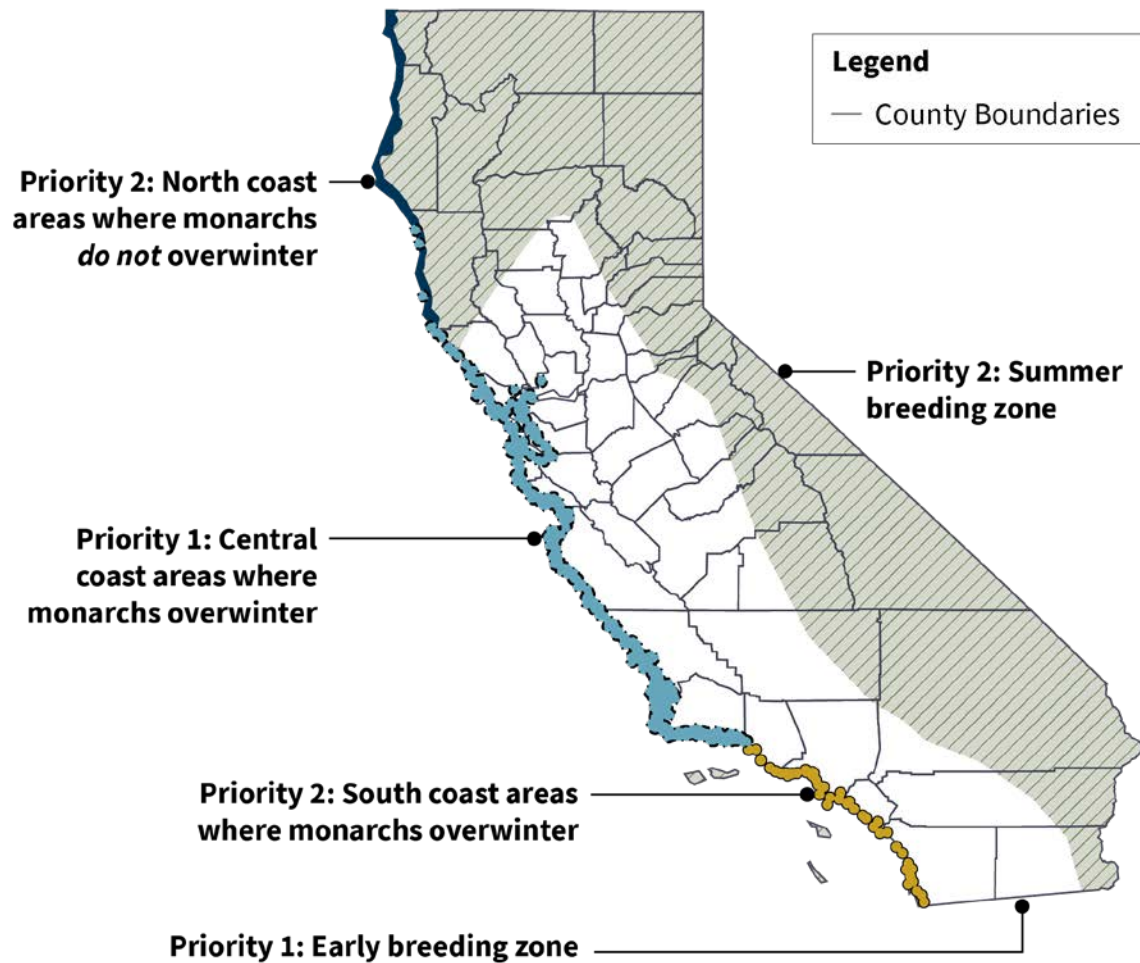 Legend
County Boundaries
Priority 2: North coast
areas where monarchs
do not overwinter
Priority 2: Summer
breeding zone
Priority 1: Central
coast areas where
monarchs overwinter
Priority 2: South coast areas
where monarchs overwinter
Priority 1: Early breeding zone